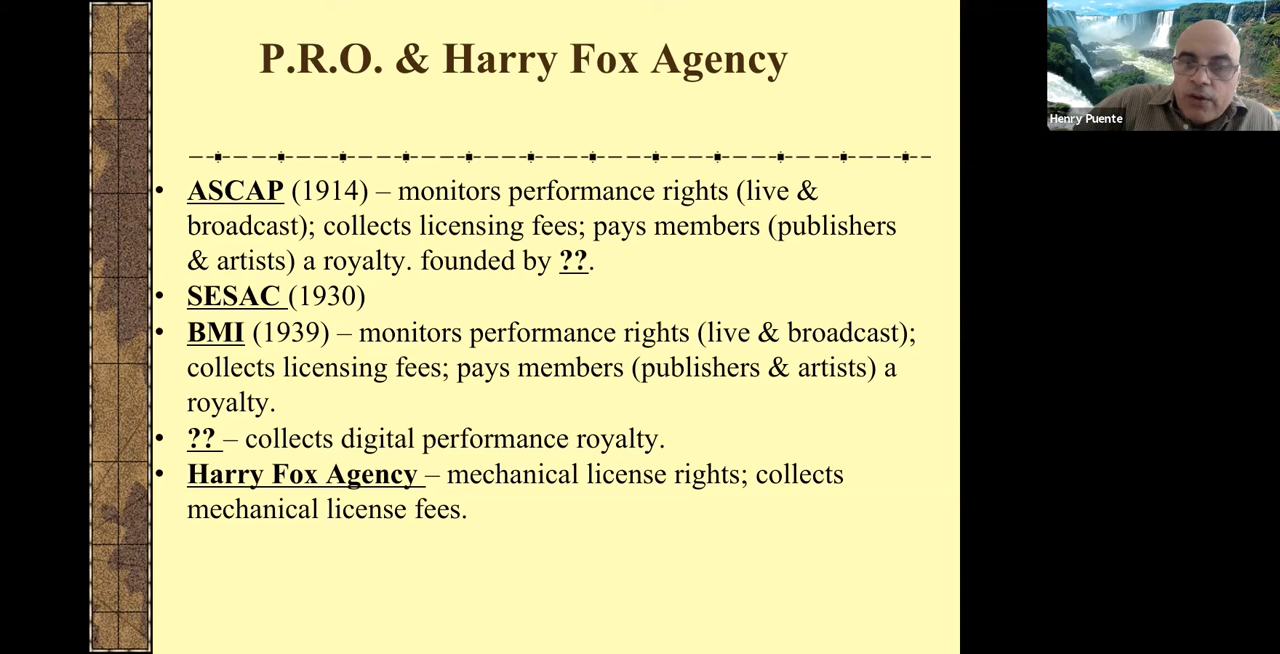 P.R.O. & Harry Fox Agency
Henry Puente
• ASCAP (1914) – monitors performance rights (live &
broadcast); collects licensing fees; pays members (publishers
& artists) a royalty. founded by ??.
• SESAC (1930)
• BMI (1939) – monitors performance rights (live & broadcast);
collects licensing fees; pays members (publishers & artists) a
royalty.
• ?? – collects digital performance royalty.
• Harry Fox Agency – mechanical license rights; collects
mechanical license fees.